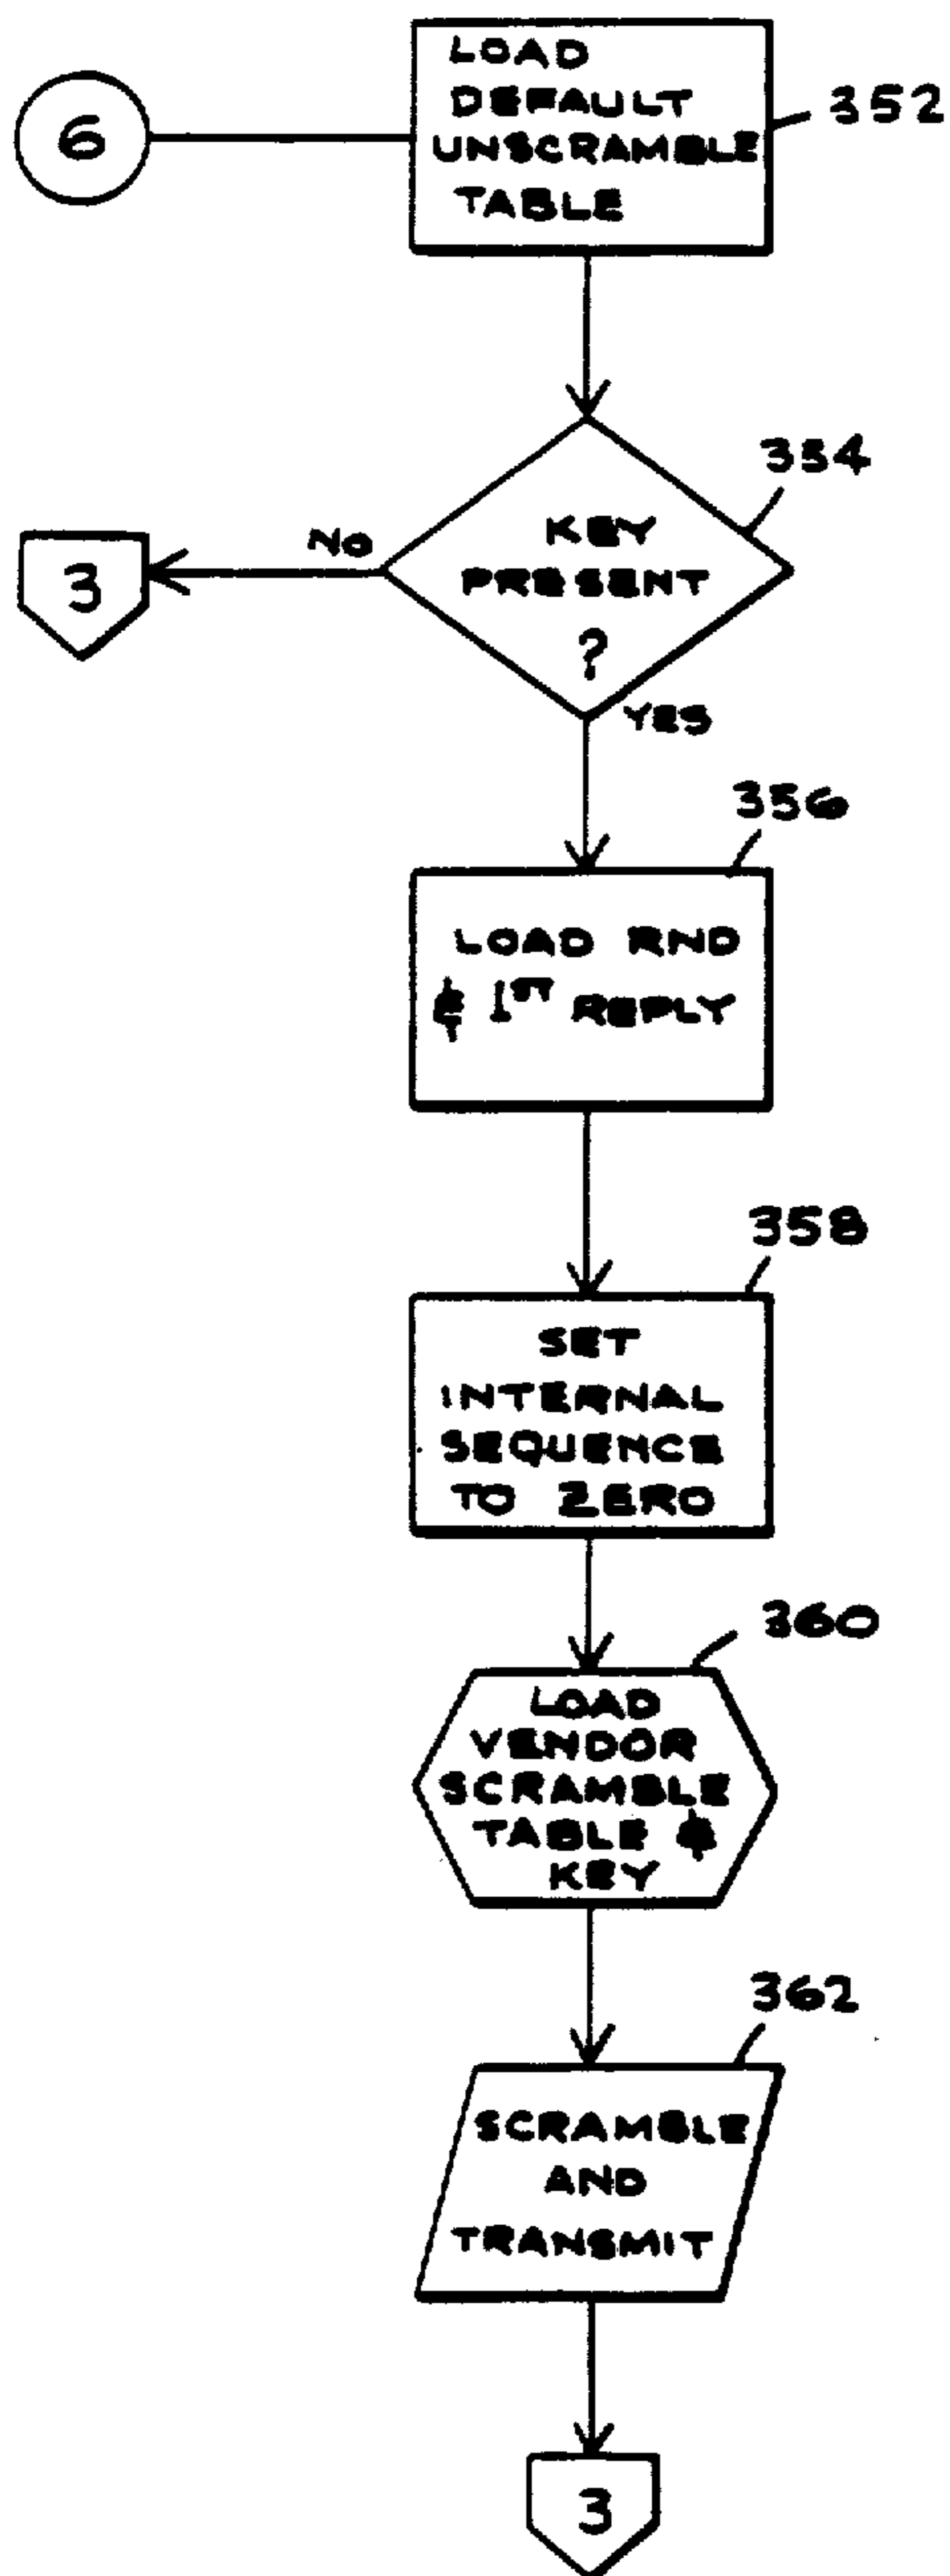 LOAD
DEFAULT
UNSCRAMBLE
TABLE
352
6
354
KEY
PRESENT
?
NO
3
YES
356
LOAD RND
& 1ST REPLY
358
SET
INTERNAL
SEQUENCE
TO ZERO
360
LOAD
VENDOR
SCRAMBLE
TABLE &
KEY
362
SCRAMBLE
AND
TRANSMIT
3